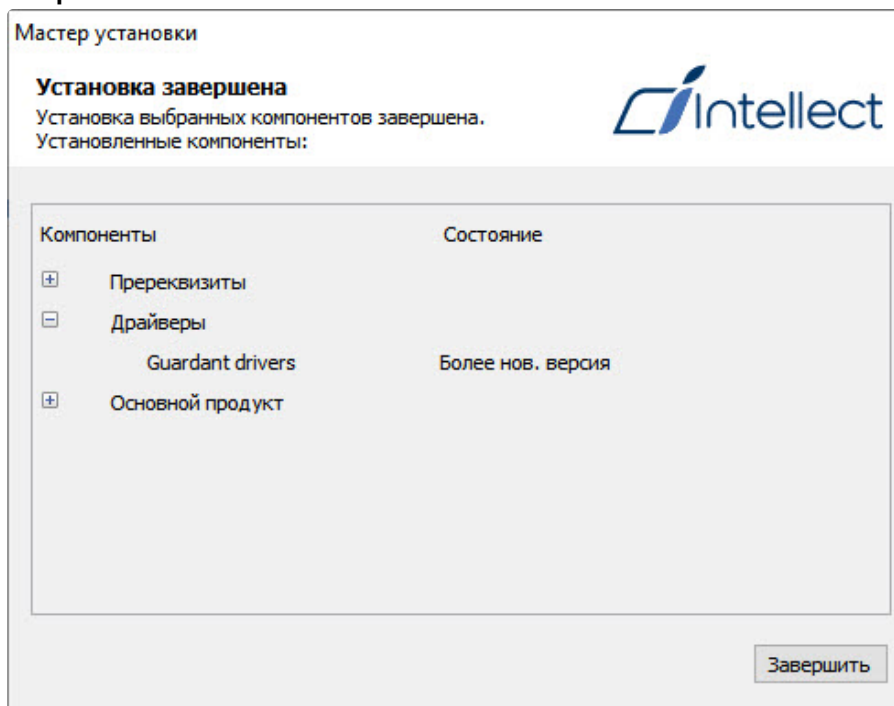 Мастер установки
Установка завершена
Установка выбранных компонентов завершена.
Установленные компоненты:
Intellect
Компоненты Состояние
Пререквизиты
Драйверы
Guardant drivers Более нов. версия
Основной продукт
Завершить